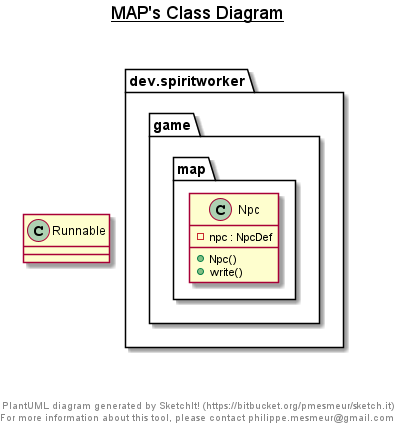 MAP's Class Diagram
dev.spiritworker
game
map
C Npc
npc : NpcDef
Npc()
write()
C Runnable
PlantUML diagram generated by SketchIt! (https://bitbucket.org/pmesmeur/sketch.it)
For more information about this tool, please contact philippe.mesmeur@gmail.com